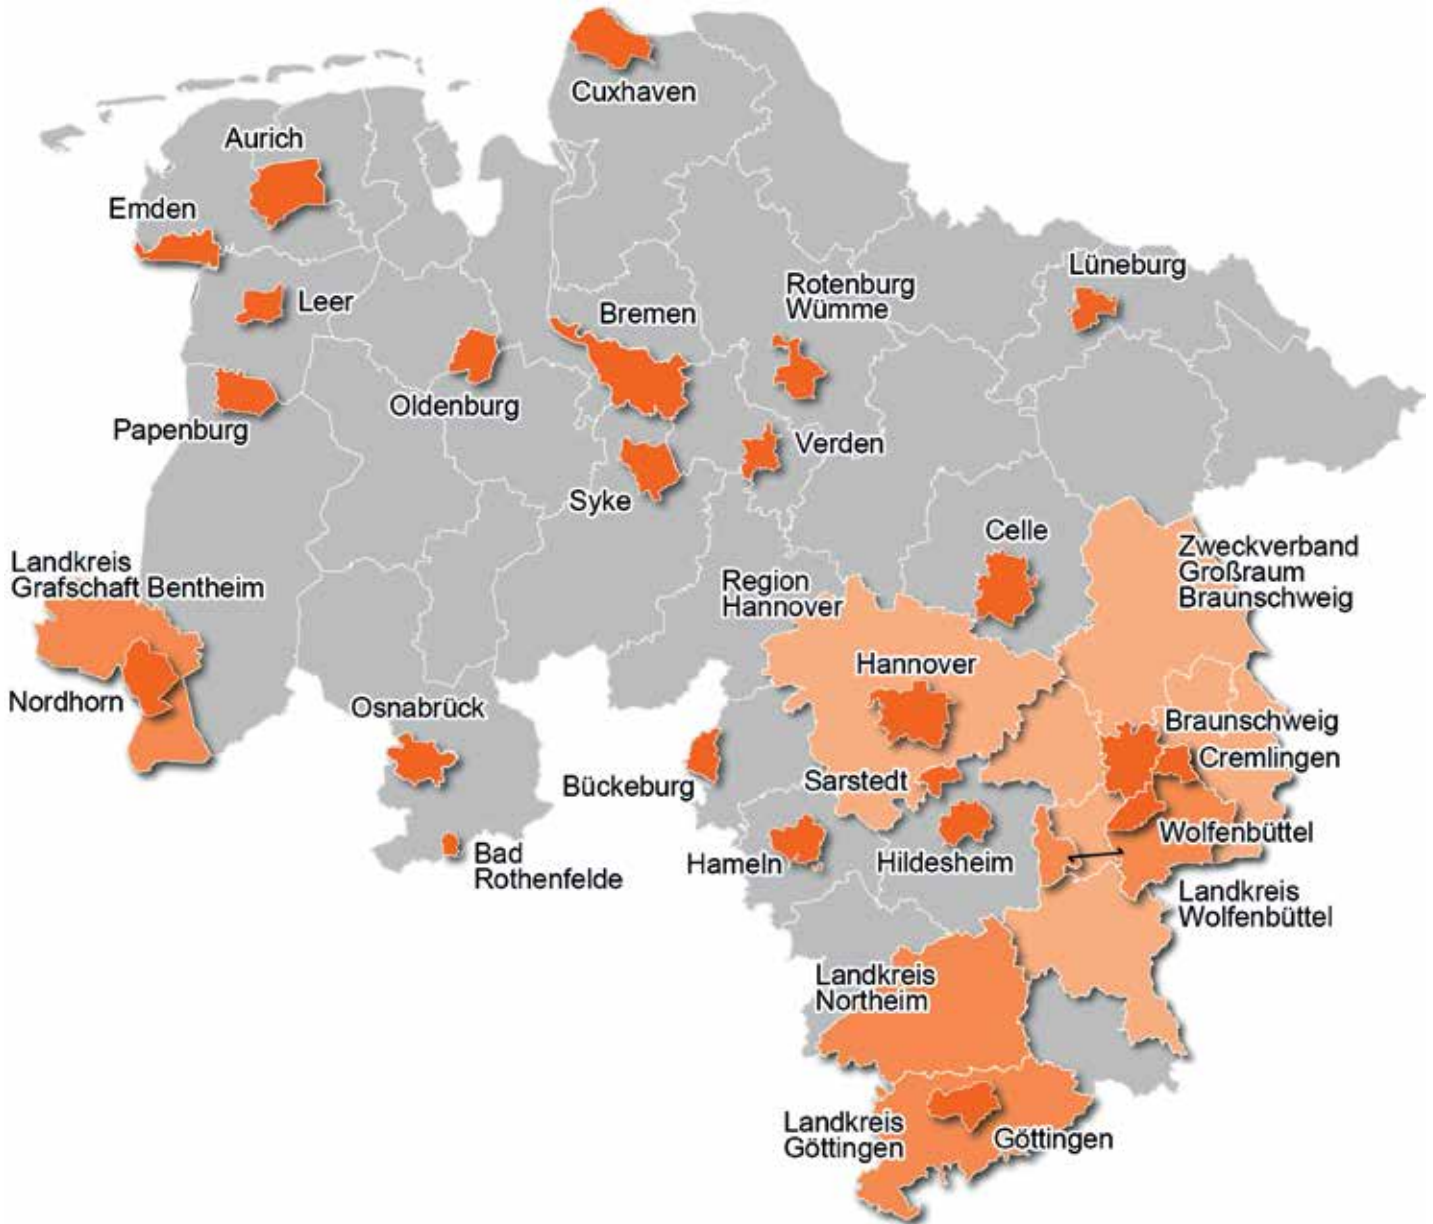 Cuxhaven
Aurich
Emden
Lüneburg
Leer
Rotenburg
Wümme
Bremen
Oldenburg
Papenburg
Verden
Syke
Celle
Landkreis
Grafschaft Bentheim
Zweckverband
Großraum
Braunschweig
Region
Hannover
Hannover
Nordhorn
Osnabrück
Braunschweig
Cremlingen
Bückeburg
Sarstedt
Wolfenbüttel
Bad
Rothenfelde
Hameln
Hildesheim
Landkreis
Wolfenbüttel
Landkreis
Northeim
Landkreis
Göttingen
Göttingen